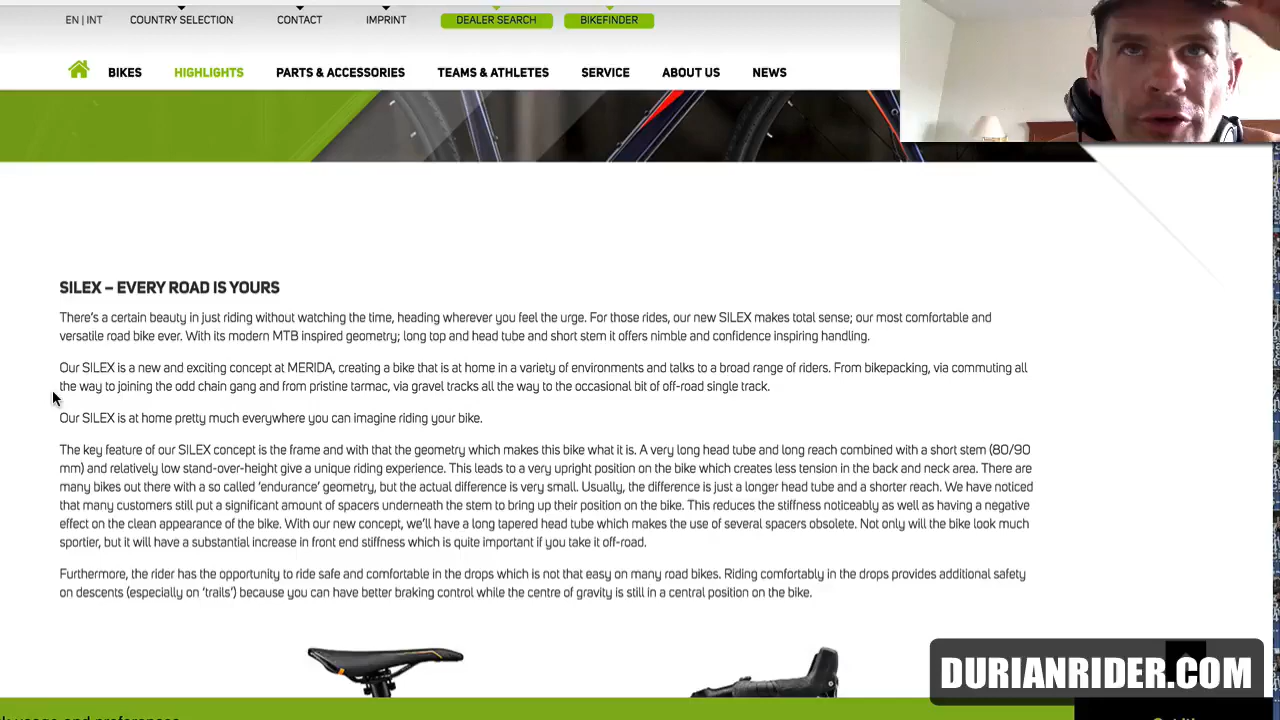 EN | INT COUNTRY SELECTION CONTACT IMPRINT DEALER SEARCH BIKEFINDER
BIKES HIGHLIGHTS PARTS & ACCESSORIES TEAMS & ATHLETES SERVICE ABOUT US NEWS
SILEX – EVERY ROAD IS YOURS
There's a certain beauty in just riding without watching the time, heading wherever you feel the urge. For those rides, our new SILEX makes total sense; our most comfortable and
versatile road bike ever. With its modern MTB inspired geometry; long top and head tube and short stem it offers nimble and confidence inspiring handling.
Our SILEX is a new and exciting concept at MERIDA, creating a bike that is at home in a variety of environments and talks to a broad range of riders. From bikepacking, via commuting all
the way to joining the odd chain gang and from pristine tarmac, via gravel tracks all the way to the occasional bit of off-road single track.
Our SILEX is at home pretty much everywhere you can imagine riding your bike.
The key feature of our SILEX concept is the frame and with that the geometry which makes this bike what it is. A very long head tube and long reach combined with a short stem (80/90
mm) and relatively low stand-over-height give a unique riding experience. This leads to a very upright position on the bike which creates less tension in the back and neck area. There are
many bikes out there with a so called 'endurance' geometry, but the actual difference is very small. Usually, the difference is just a longer head tube and a shorter reach. We have noticed
that many customers still put a significant amount of spacers underneath the stem to bring up their position on the bike. This reduces the stiffness noticeably as well as having a negative
effect on the clean appearance of the bike. With our new concept, we'll have a long tapered head tube which makes the use of several spacers obsolete. Not only will the bike look much
sportier, but it will have a substantial increase in front end stiffness which is quite important if you take it off-road.
Furthermore, the rider has the opportunity to ride safe and comfortable in the drops which is not that easy on many road bikes. Riding comfortably in the drops provides additional safety
on descents (especially on 'trails') because you can have better braking control while the centre of gravity is still in a central position on the bike.
DURIANRIDER.COM